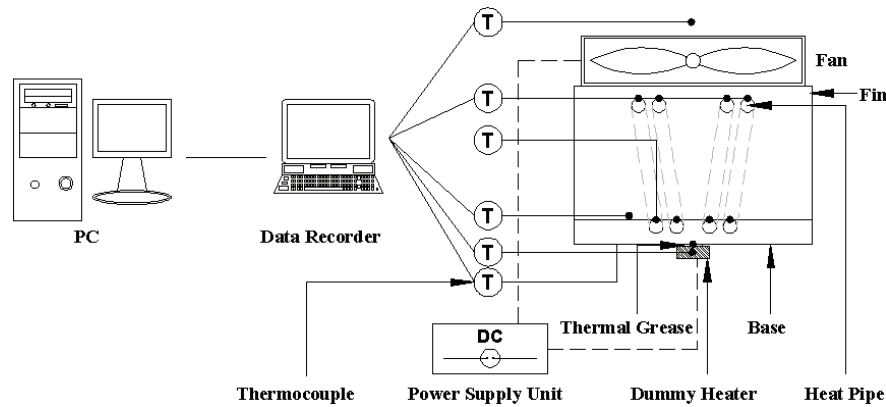 T
Fan
T
Fin
T
T
PC
Data Recorder
T
T
DC
Thermal Grease
Base
Thermocouple
Power Supply Unit
Dummy Heater
Heat Pipe